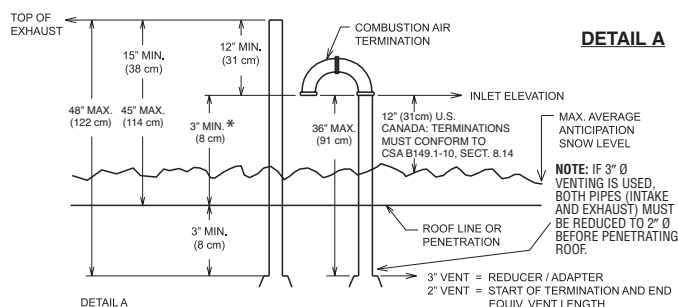 TOP OF
EXHAUST
15" MIN.
(38 cm)
12" MIN.
(31 cm)
COMBUSTION AIR
TERMINATION
DETAIL A
INLET ELEVATION
48" MAX.
(122 cm)
45" MAX.
(114 cm)
3" MIN. *
(8 cm)
36" MAX.
(91 cm)
12" (31cm) U.S.
CANADA: TERMINATIONS
MUST CONFORM TO
CSA B149.1-10, SECT. 8.14
MAX. AVERAGE
ANTICIPATION
SNOW LEVEL
NOTE: IF 3" Ø
VENTING IS USED,
BOTH PIPES (INTAKE
AND EXHAUST) MUST
BE REDUCED TO 2" Ø
BEFORE PENETRATING
ROOF.
3" MIN.
(8 cm)
ROOF LINE OR
PENETRATION
3" VENT = REDUCER / ADAPTER
2" VENT = START OF TERMINATION AND END
EQUIV. VENT LENGTH
DETAIL A